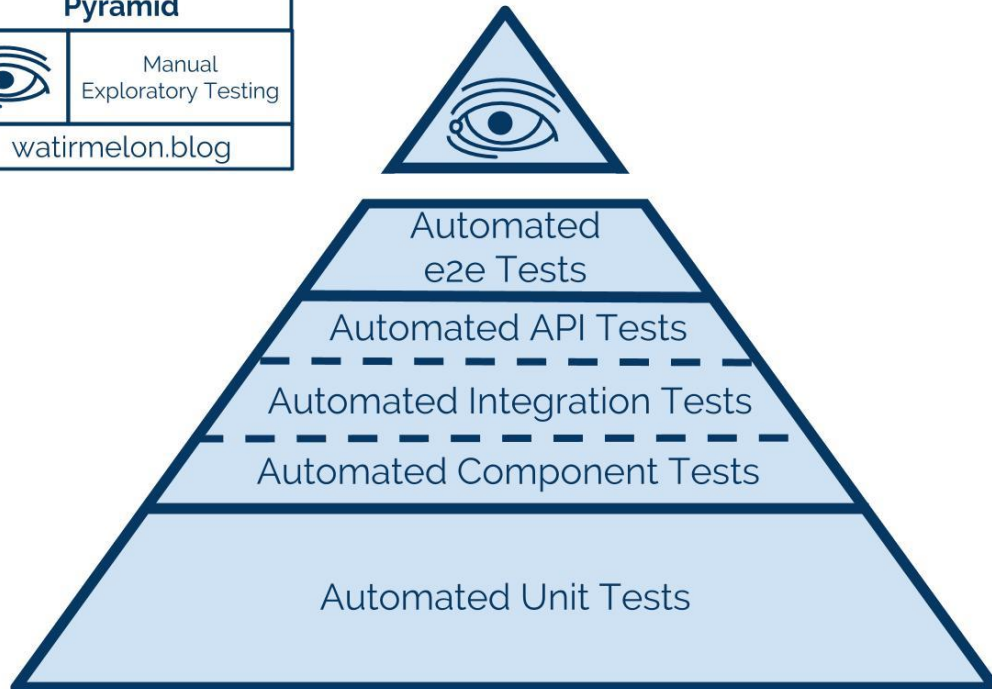 Pyramid
Manual
Exploratory Testing
watirmelon.blog
Automated
e2e Tests
Automated API Tests
Automated Integration Tests
Automated Component Tests
Automated Unit Tests